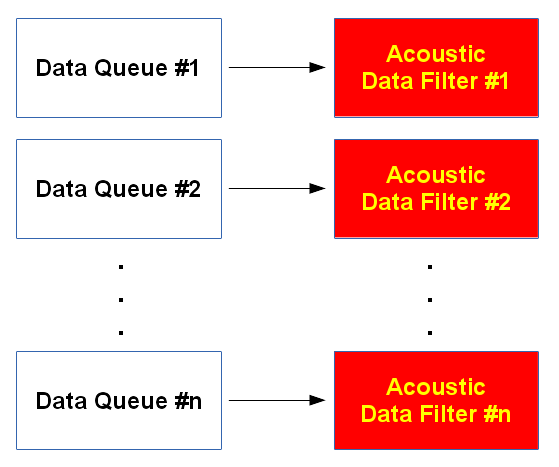 Data Queue #1
Acoustic
Data Filter #1
Data Queue #2
Acoustic
Data Filter #2
Data Queue #n
Acoustic
Data Filter #n